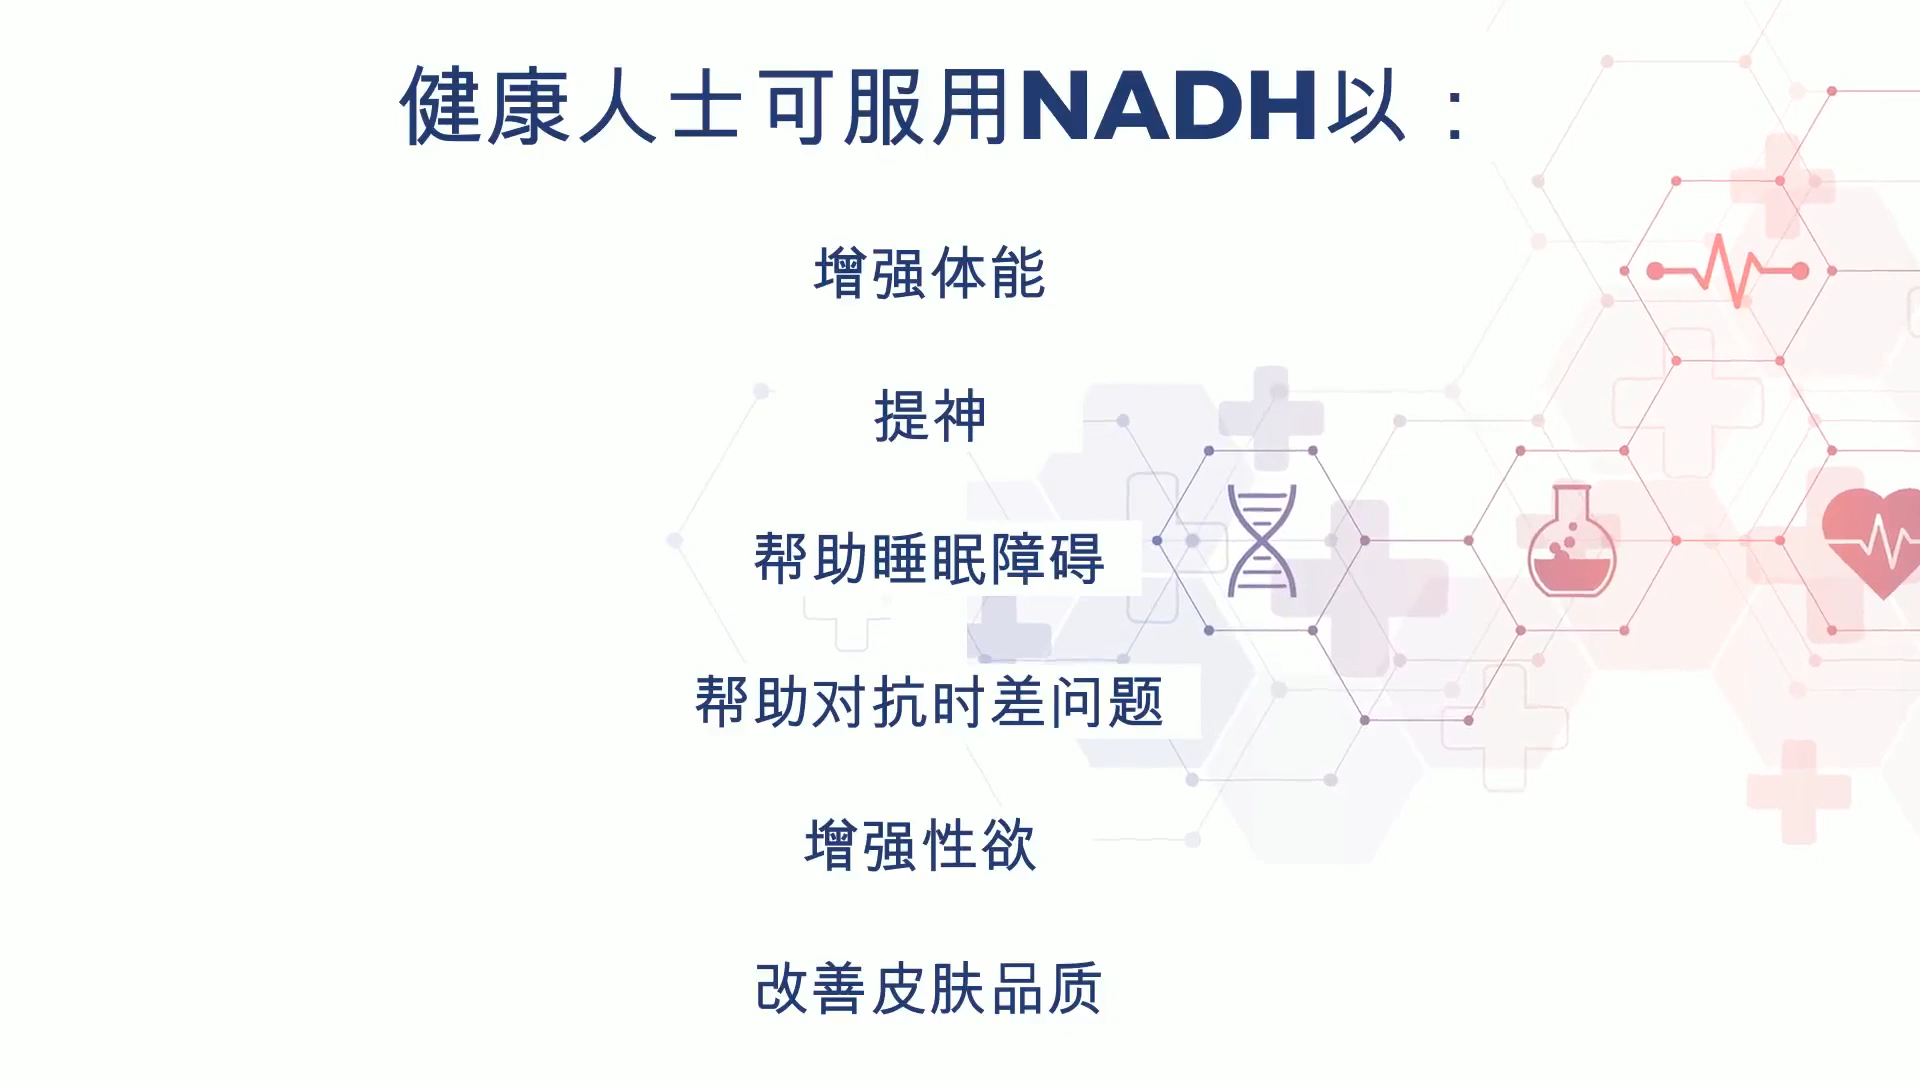 健康人士可服用NADH以：
增强体能
提神
帮助睡眠障碍
帮助对抗时差问题
增强性欲
改善皮肤品质